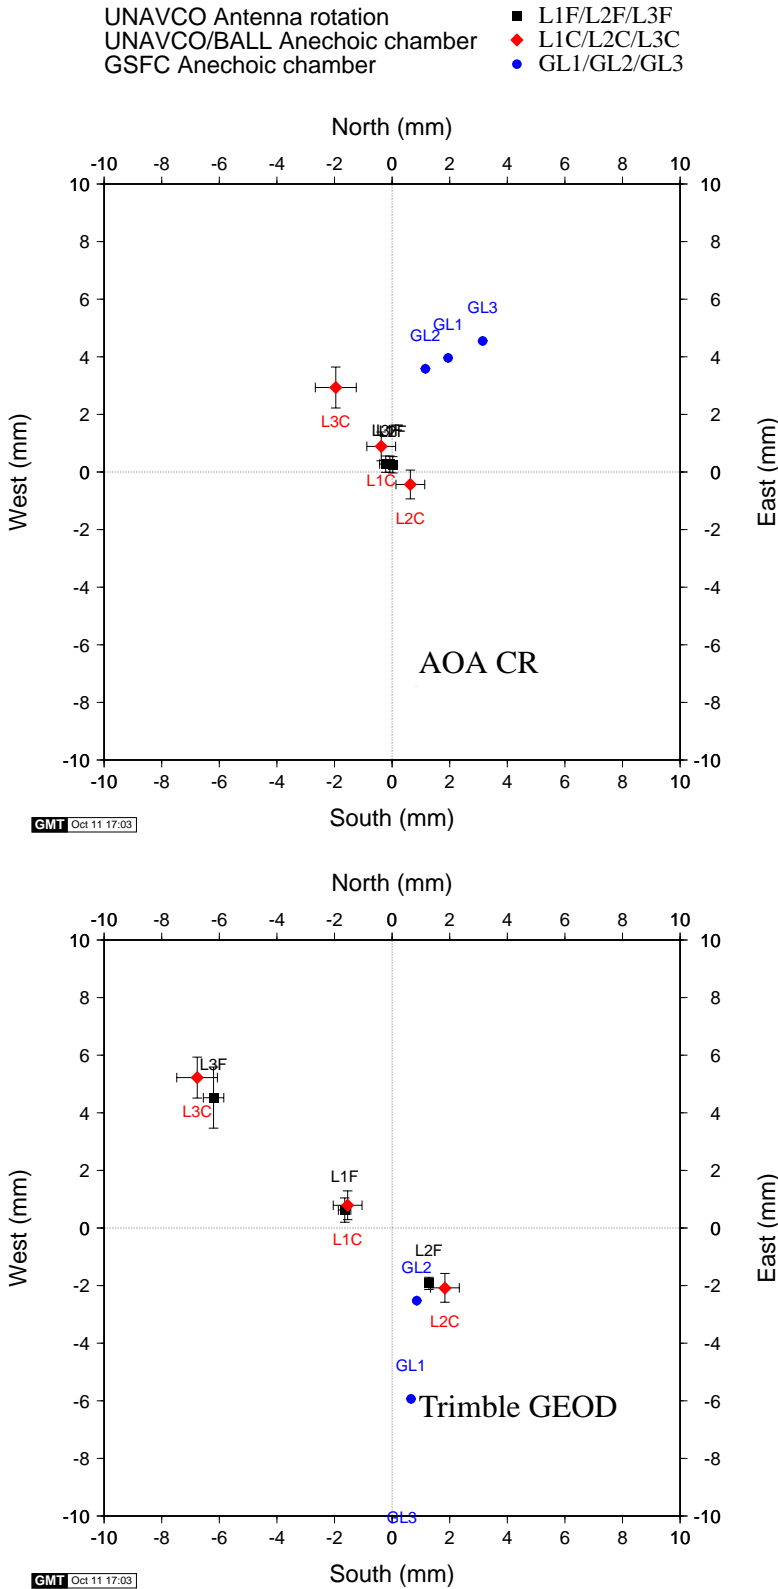 UNAVCO Antenna rotation L1F/L2F/L3F
UNAVCO/BALL Anechoic chamber L1C/L2C/L3C
GSFC Anechoic chamber GL1/GL2/GL3
North (mm)
-10 -8 -6 -4 -2 0 2 4 6 8 10
10 10
8 8
6 6
GL3
GL1
GL2
4 4
L3C
2 2
L1C
0 0
L2C
-2 -2
-4 -4
-6 -6
AOA CR
-8 -8
-10 -10
West (mm)
East (mm)
-10 -8 -6 -4 -2 0 2 4 6 8 10
South (mm)
GMT Oct 11 17:03
North (mm)
-10 -8 -6 -4 -2 0 2 4 6 8 10
10 10
8 8
6 6
L3F
L3C
4 4
2 2
L1F
0 0
L1C
L2F
GL2
-2 -2
L2C
-4 -4
GL1
-6 -6
Trimble GEOD
-8 -8
-10 -10
GL3
West (mm)
East (mm)
-10 -8 -6 -4 -2 0 2 4 6 8 10
South (mm)
GMT Oct 11 17:03